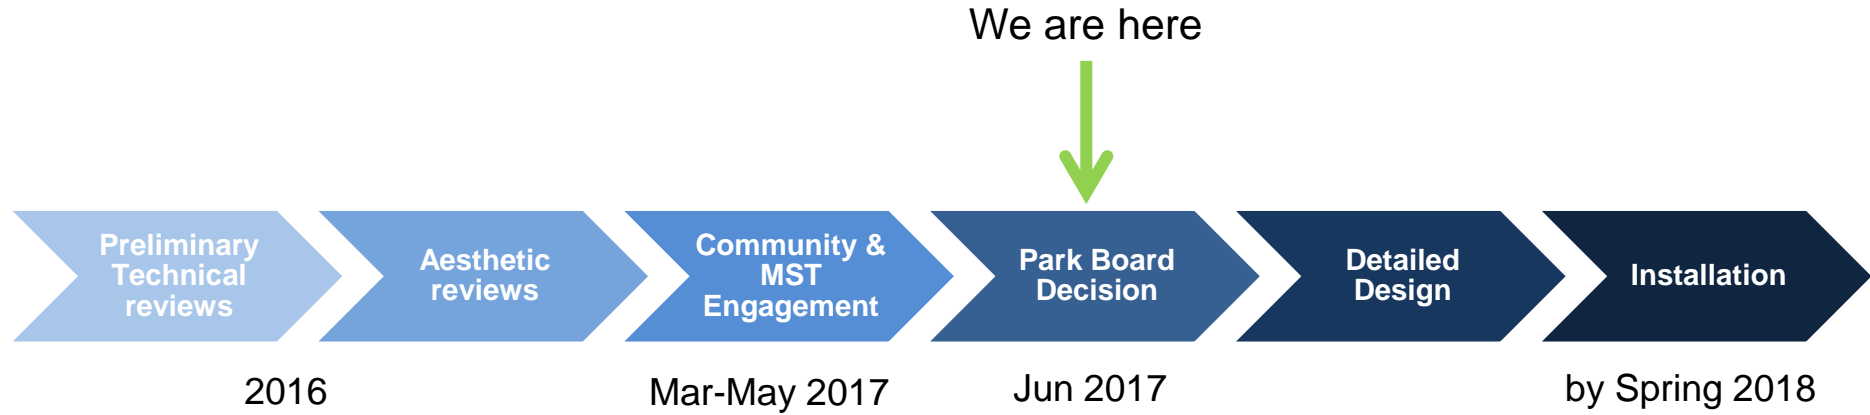 We are here
Preliminary
Technical
reviews
Aesthetic
reviews
Community &
MST
Engagement
Park Board
Decision
Detailed
Design
Installation
2016
Mar-May 2017
Jun 2017
by Spring 2018